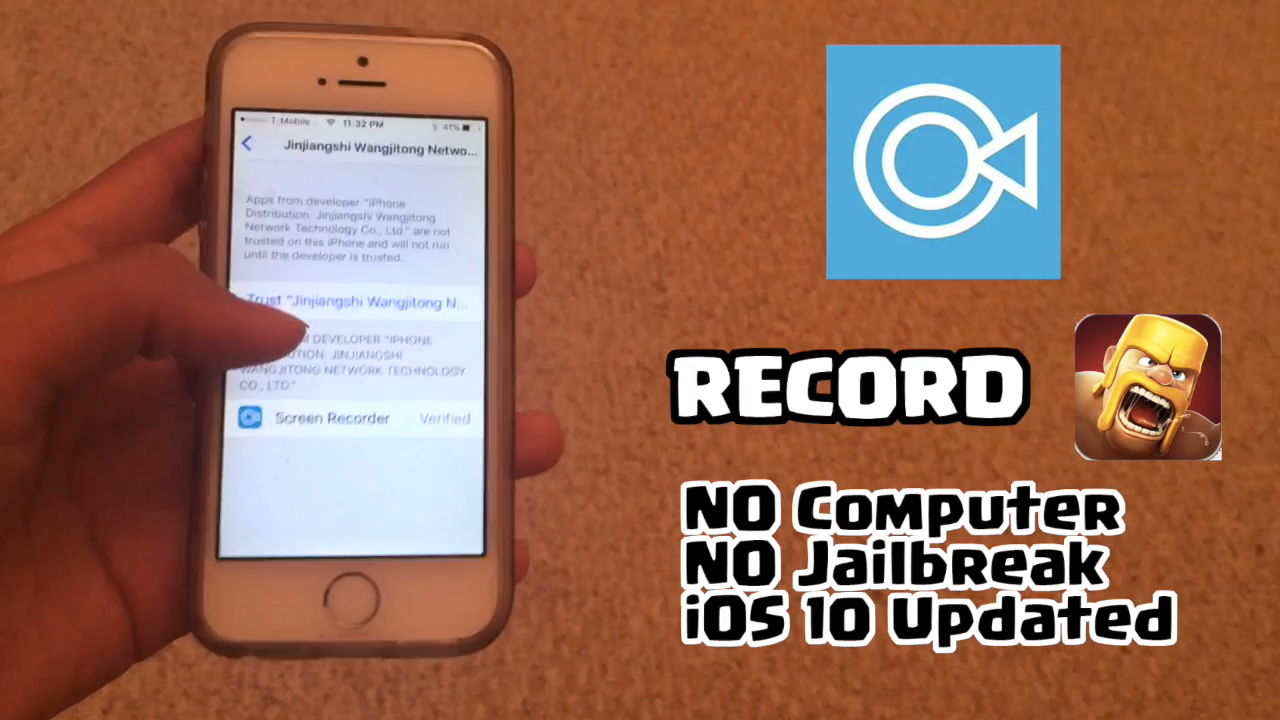 T-Mobile 11:32 PM 41%
Jinjiangshi Wangjitong Netwo...
Apps from developer "iPhone
Distribution: Jinjiangshi Wangjitong
Network Technology Co., Ltd." are not
trusted on this iPhone and will not run
until the developer is trusted.
Trust "Jinjiangshi Wangjitong N...
DEVELOPER "IPHONE
JINJIANGSHI
WANGJITONG NETWORK TECHNOLOGY
CO., LTD."
Screen Recorder Verified
RECORD
NO Computer
NO Jailbreak
iOS 10 Updated